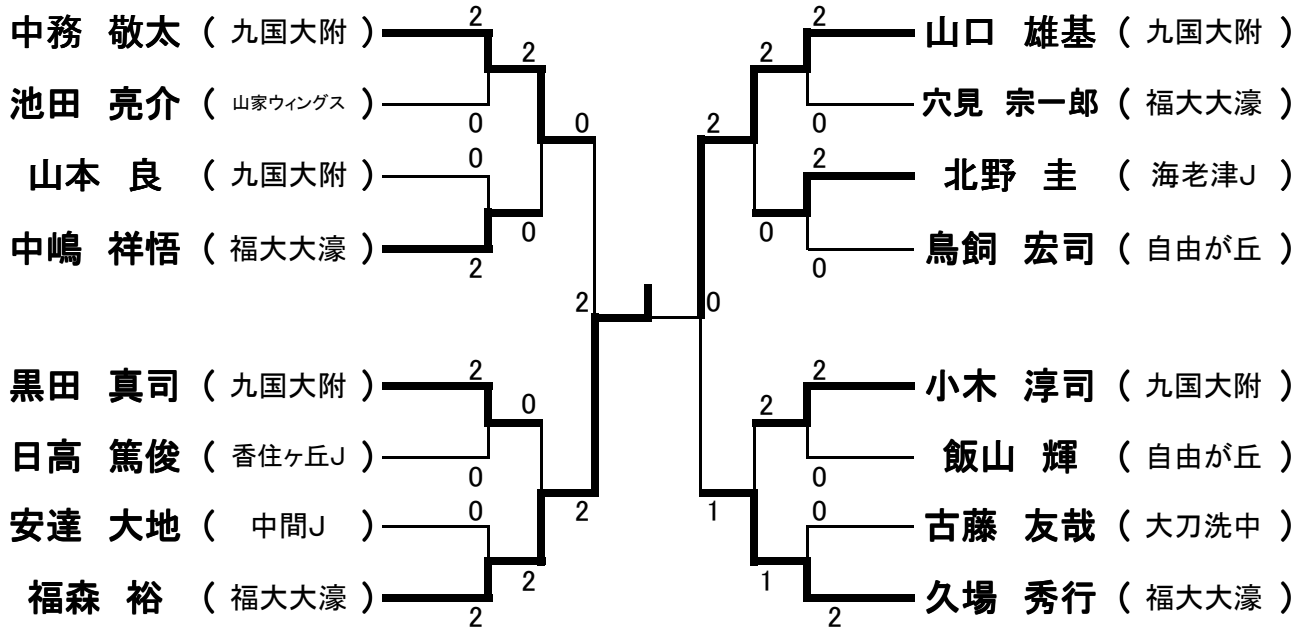 中務 敬太 ( 九国大附 ) 2 2 山口 雄基 ( 九国大附 )
2 2
池田 亮介 ( 山家ウィングス ) 0 0 穴見 宗一郎 ( 福大大濠 )
0 2
山本 良 ( 九国大附 ) 0 2 北野 圭 ( 海老津J )
0 0
中嶋 祥悟 ( 福大大濠 ) 2 0 鳥飼 宏司 ( 自由が丘 )
2 0
黒田 真司 ( 九国大附 ) 2 2 小木 淳司 ( 九国大附 )
0 2
日高 篤俊 ( 香住ヶ丘J ) 0 0 飯山 輝 ( 自由が丘 )
2 1
安達 大地 ( 中間J ) 0 0 古藤 友哉 ( 大刀洗中 )
2 1
福森 裕 ( 福大大濠 ) 2 2 久場 秀行 ( 福大大濠 )